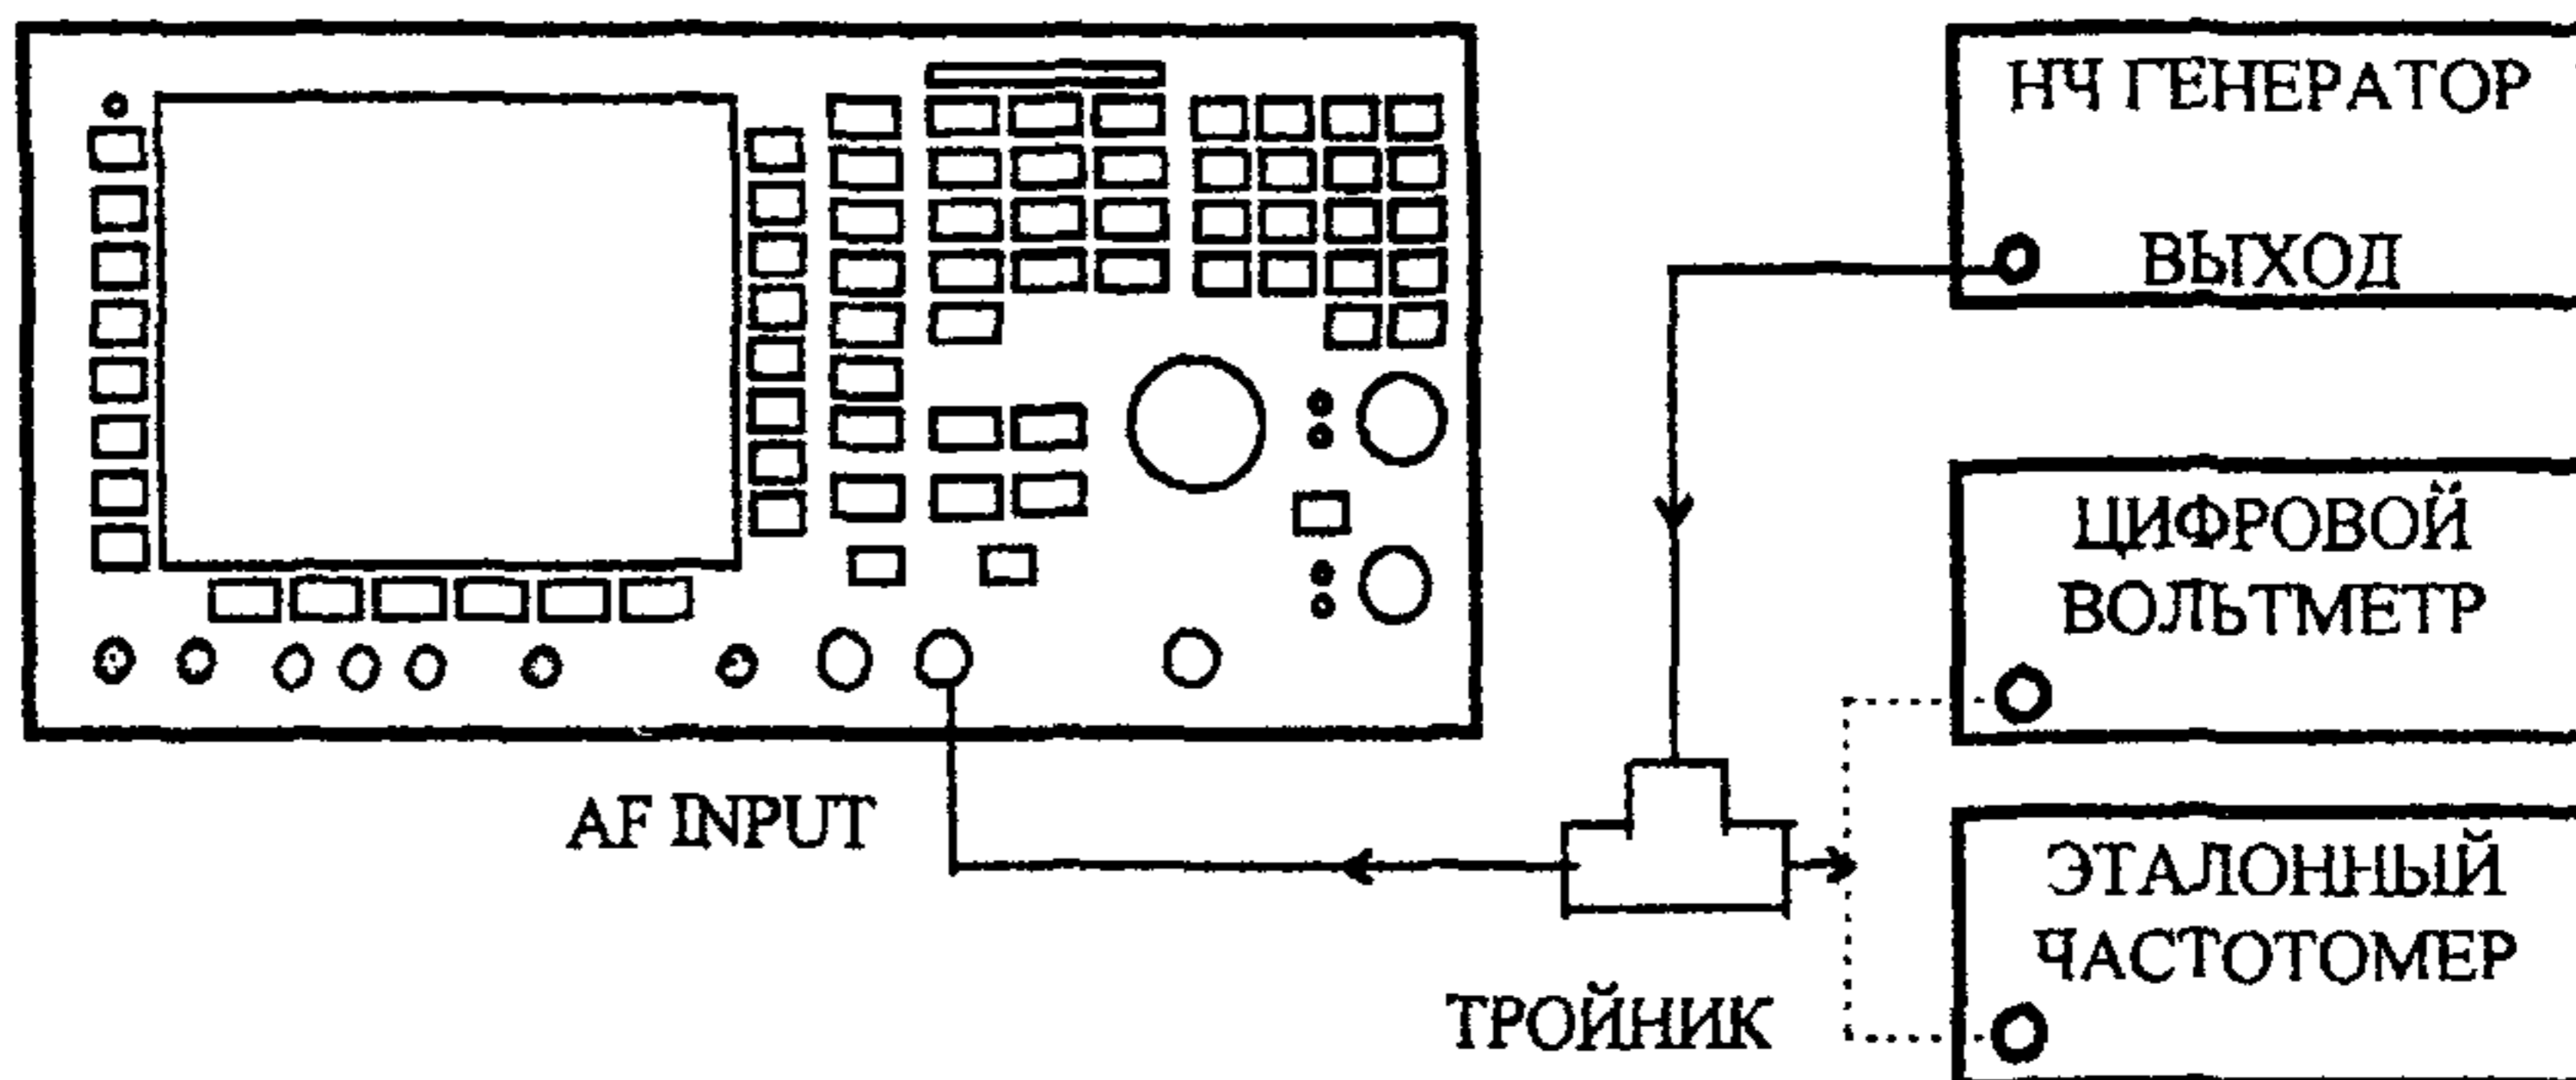 НЧ ГЕНЕРАТОР
ВЫХОД
ЦИФРОВОЙ
ВОЛЬТМЕТР
AF INPUT
ЭТАЛОННЫЙ
ЧАСТОТОМЕР
ТРОЙНИК